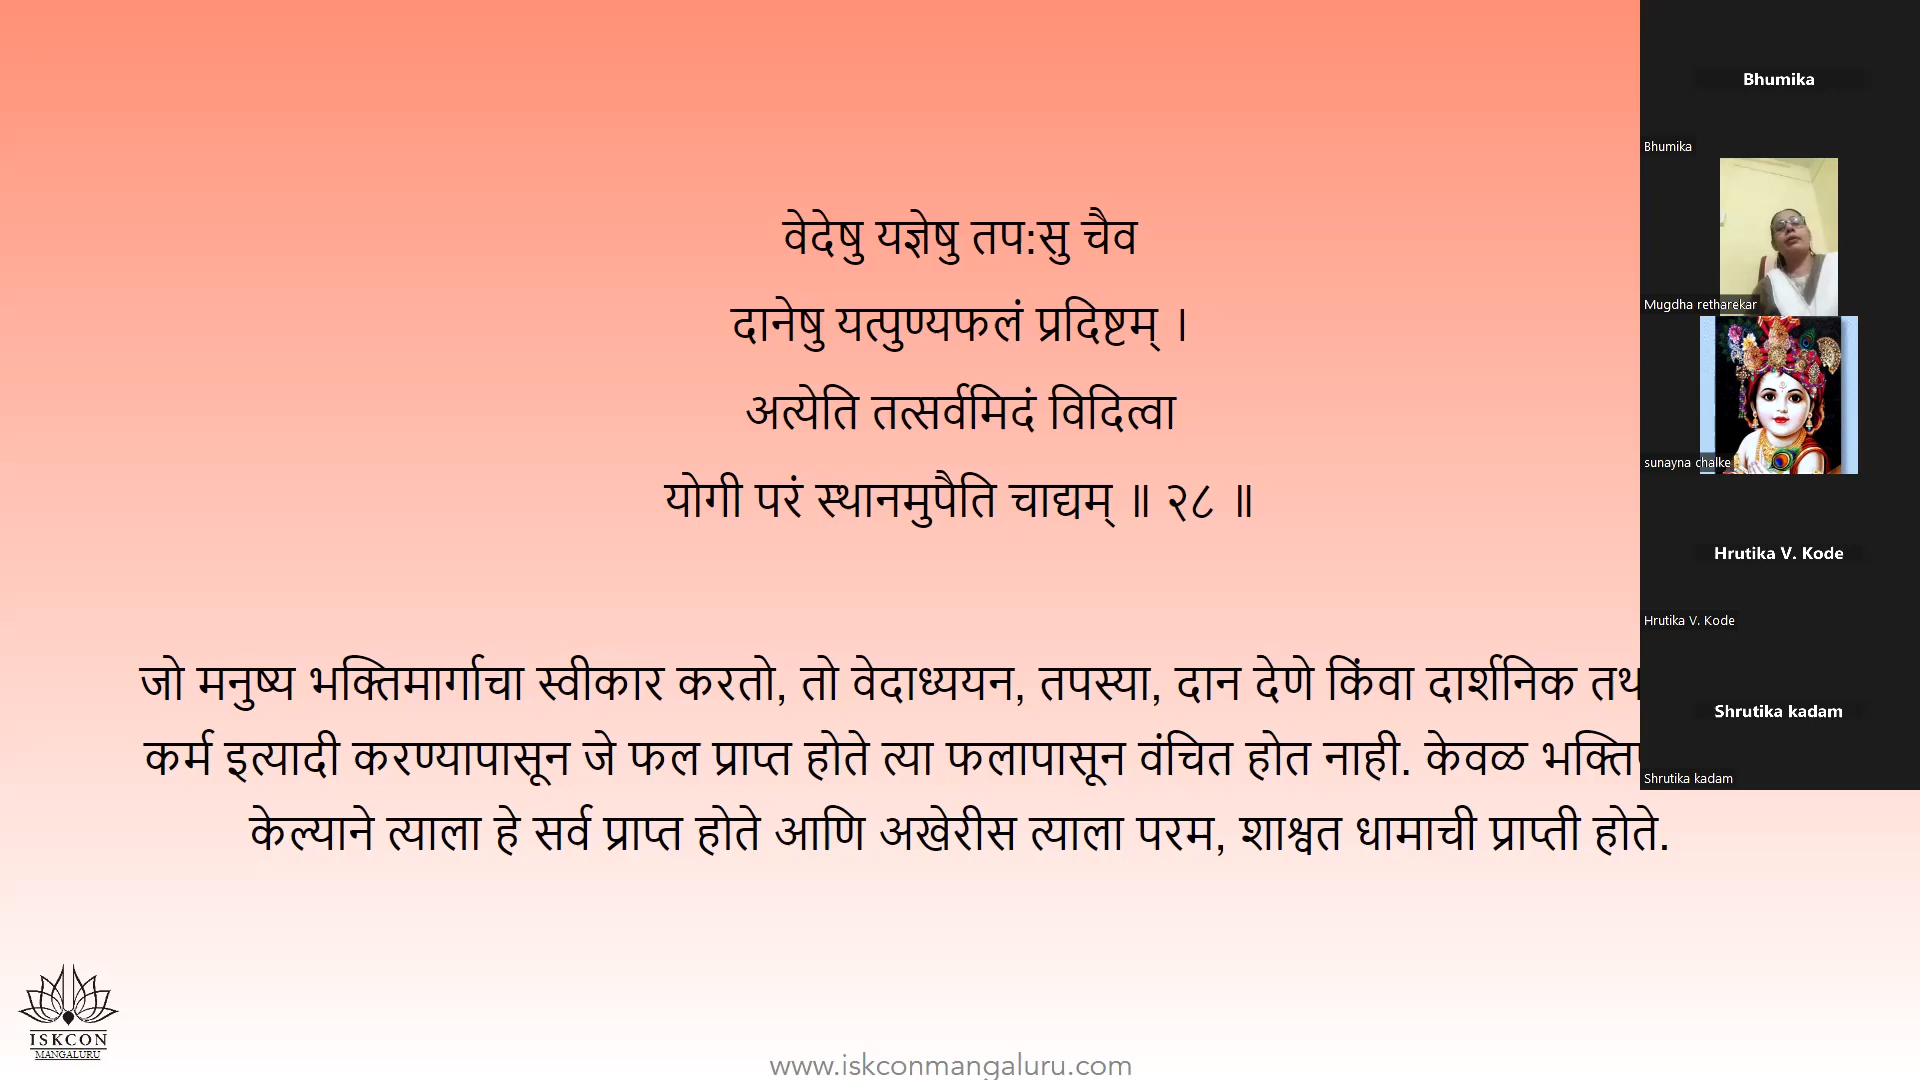 वेदेषु यज्ञेषु तप:सु चैव
दानेषु यत्पुण्यफलं प्रदिष्टम् ।
अत्येति तत्सर्वमिदं विदित्वा
योगी परं स्थानमुपैति चाद्यम् ॥ २८ ॥
जो मनुष्य भक्तिमार्गाचा स्वीकार करतो, तो वेदाध्ययन, तपस्या, दान देणे किंवा दार्शनिक
कर्म इत्यादी करण्यापासून जे फल प्राप्त होते त्या फलापासून वंचित होत नाही. केवळ
केल्याने त्याला हे सर्व प्राप्त होते आणि अखेरीस त्याला परम, शाश्वत धामाची प्राप्ती होते.
ISKCON
MANGALURU
www.iskconmangaluru.com
Bhumika
Bhumika
Mugdha retharekar
sunayna chalke
Hrutika V. Kode
Hrutika V. Kode
Shrutika kadam
Shrutika kadam